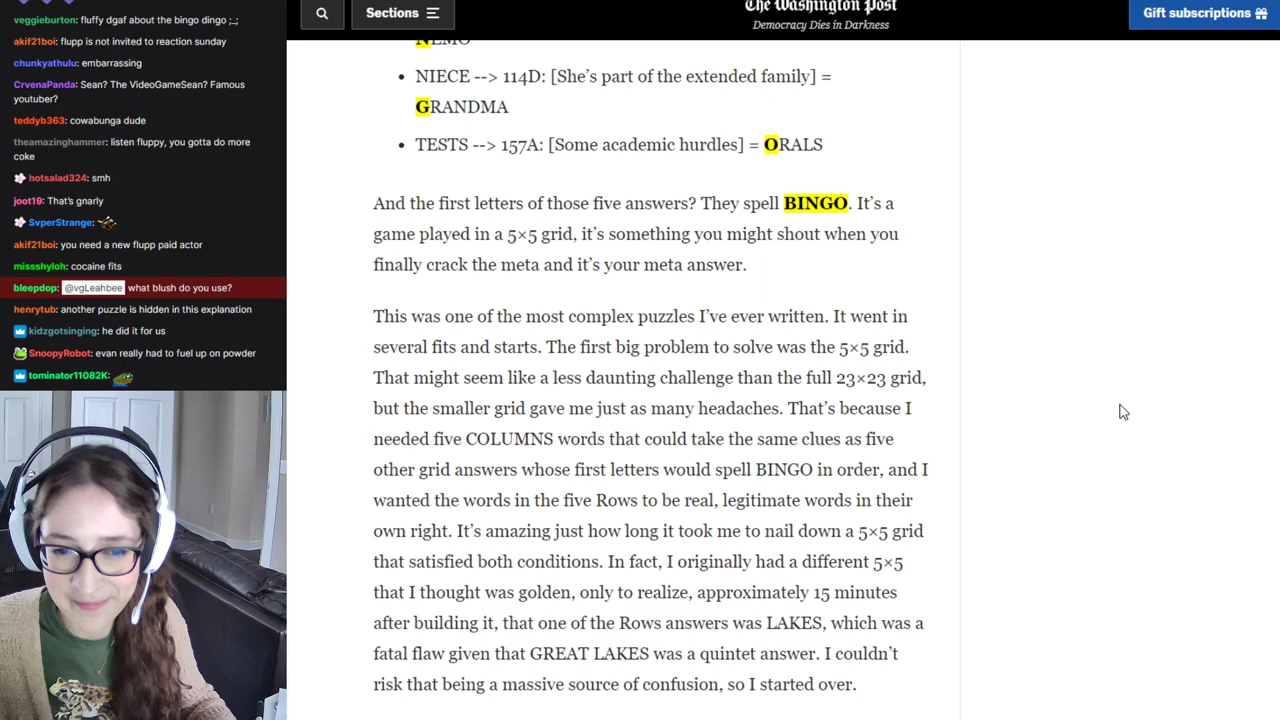 veggieburton: fluffy dgaf about the bingo dingo ;_;
akif21boi: flupp is not invited to reaction sunday
chunkyathulu: embarrassing
CrvenaPanda: Sean? The VideoGameSean? Famous
youtuber?
teddyb363: cowabunga dude
theamazinghammer: listen fluppy, you gotta do more
coke
hotsalad324: smh
joot19: That's gnarly
SvperStrange:
akif21boi: you need a new flupp paid actor
missshyloh: cocaine fits
bleepdop: @vgLeahbee what blush do you use?
henrytub: another puzzle is hidden in this explanation
kidzgotsinging: he did it for us
SnoopyRobot: evan really had to fuel up on powder
tominator11082K:
Sections
The Washington Post
Democracy Dies in Darkness
Gift subscriptions
NEMO
• NIECE --> 114D: [She’s part of the extended family] =
GRANDMA
• TESTS --> 157A: [Some academic hurdles] = ORALS
And the first letters of those five answers? They spell BINGO. It’s a
game played in a 5×5 grid, it’s something you might shout when you
finally crack the meta and it’s your meta answer.
This was one of the most complex puzzles I’ve ever written. It went in
several fits and starts. The first big problem to solve was the 5×5 grid.
That might seem like a less daunting challenge than the full 23×23 grid,
but the smaller grid gave me just as many headaches. That’s because I
needed five COLUMNS words that could take the same clues as five
other grid answers whose first letters would spell BINGO in order, and I
wanted the words in the five Rows to be real, legitimate words in their
own right. It’s amazing just how long it took me to nail down a 5×5 grid
that satisfied both conditions. In fact, I originally had a different 5×5
that I thought was golden, only to realize, approximately 15 minutes
after building it, that one of the Rows answers was LAKES, which was a
fatal flaw given that GREAT LAKES was a quintet answer. I couldn’t
risk that being a massive source of confusion, so I started over.